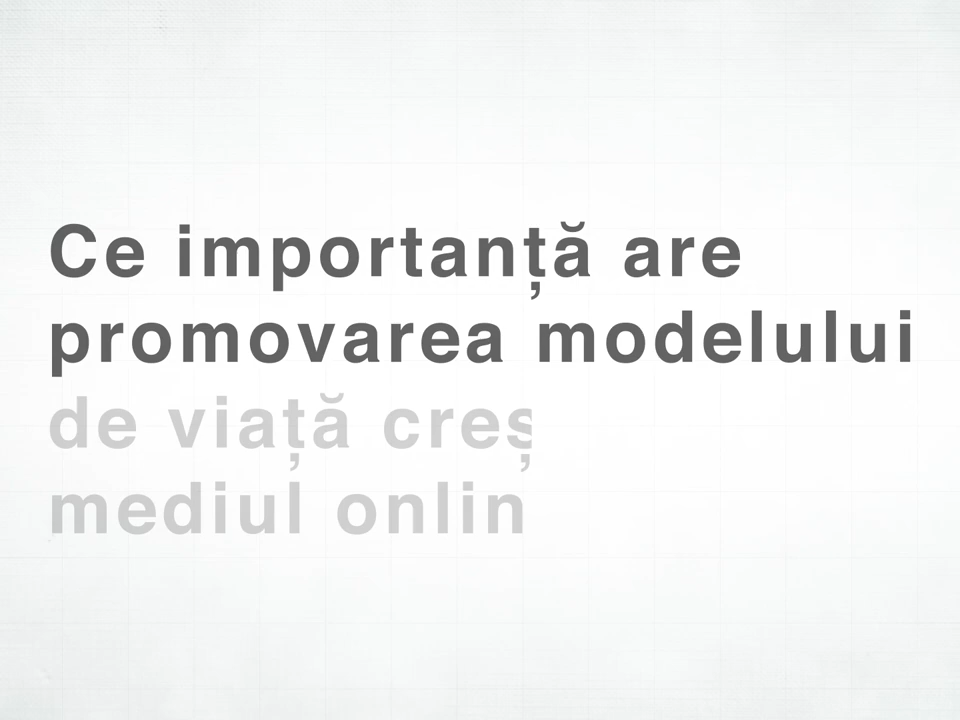 Ce importanță are
promovarea modelului
de viață creș
mediul onlin